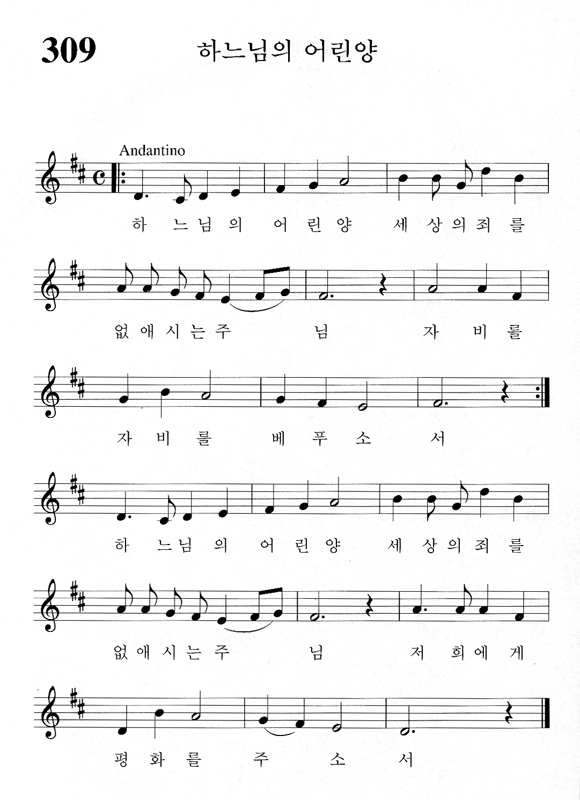 309 하느님의 어린양
Andantino
하 느 님 의 어 린 양 세 상 의 죄 를
없 애 시 는 주 님 자 비 를
자 비 를 베 푸 소 서
하 느 님 의 어 린 양 세 상 의 죄 를
없 애 시 는 주 님 저 희 에 게
평 화 를 주 소 서